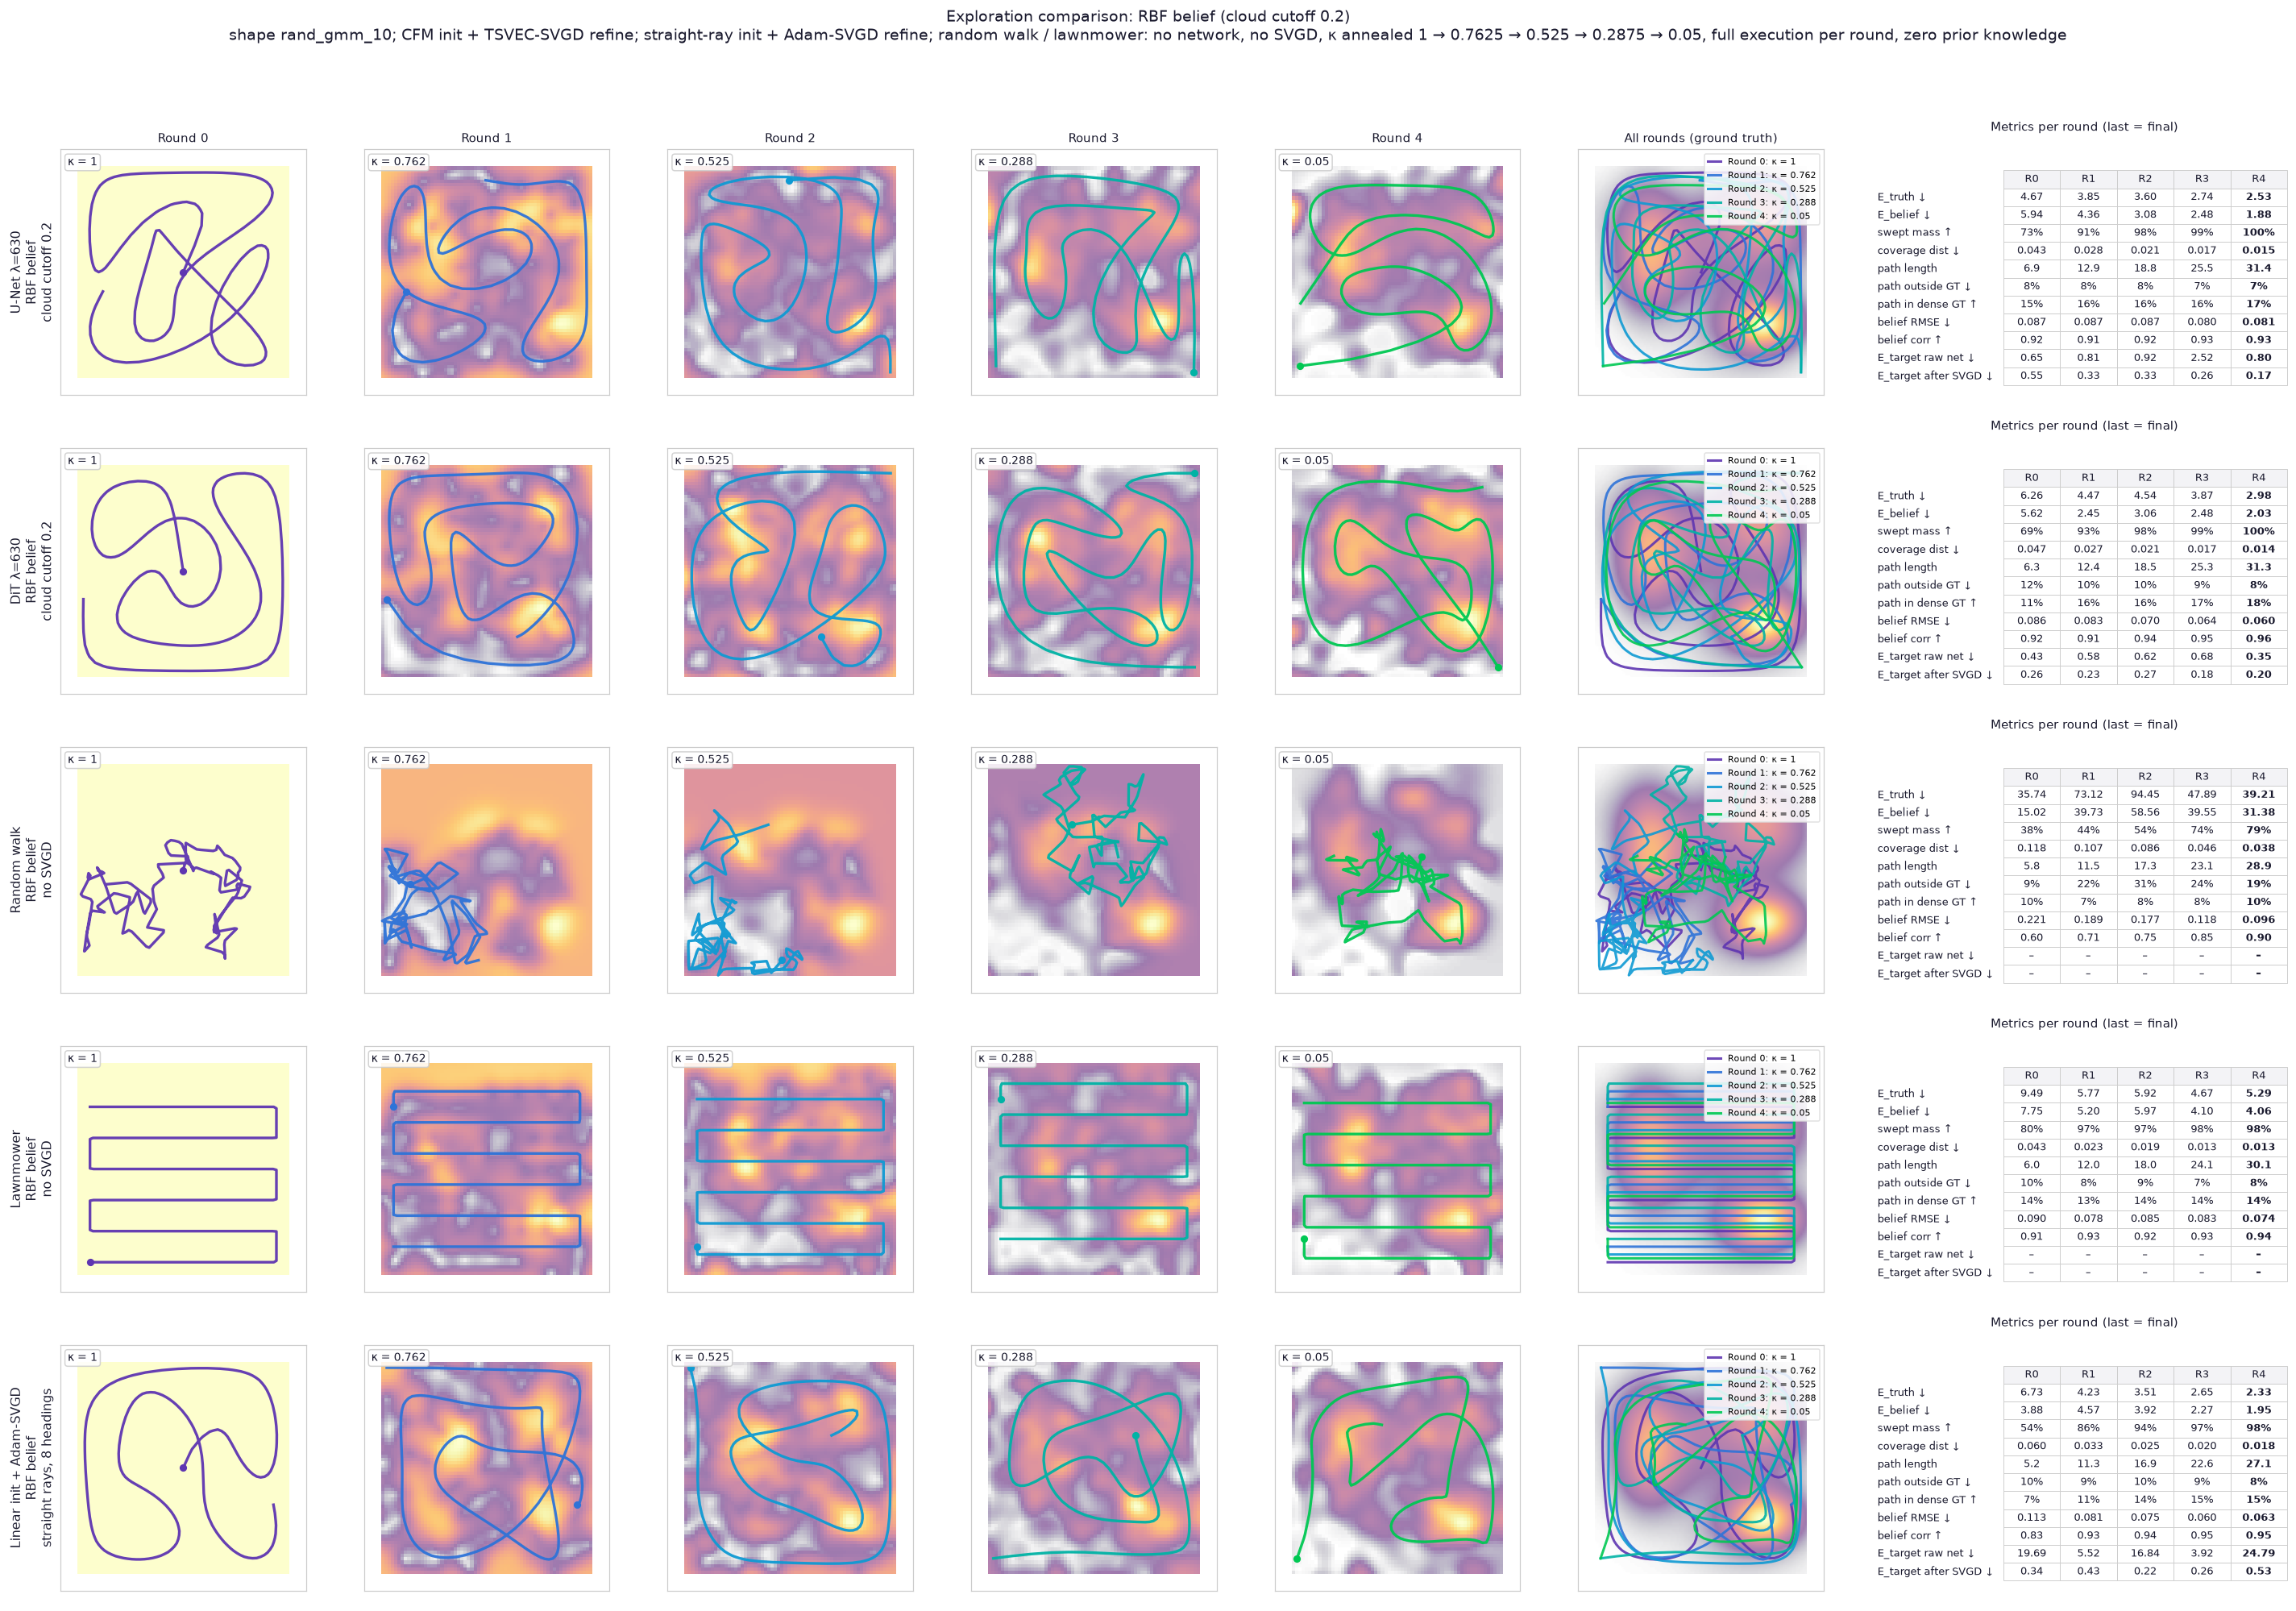 Exploration comparison: RBF belief (cloud cutoff 0.2)
shape rand_gmm_10; CFM init + TSVEC-SVGD refine; straight-ray init + Adam-SVGD refine; random walk / lawnmower: no network, no SVGD, κ annealed 1 → 0.7625 → 0.525 → 0.2875 → 0.05, full execution per round, zero prior knowledge
Round 0
Round 1
Round 2
Round 3
Round 4
All rounds (ground truth)
Metrics per round (last = final)
U-Net λ=630
RBF belief
cloud cutoff 0.2
κ = 1
κ = 0.762
κ = 0.525
κ = 0.288
κ = 0.05
Round 0: κ = 1
Round 1: κ = 0.762
Round 2: κ = 0.525
Round 3: κ = 0.288
Round 4: κ = 0.05
R0 R1 R2 R3 R4
E_truth ↓ 4.67 3.85 3.60 2.74 2.53
E_belief ↓ 5.94 4.36 3.08 2.48 1.88
swept mass ↑ 73% 91% 98% 99% 100%
coverage dist ↓ 0.043 0.028 0.021 0.017 0.015
path length 6.9 12.9 18.8 25.5 31.4
path outside GT ↓ 8% 8% 8% 7% 7%
path in dense GT ↑ 15% 16% 16% 16% 17%
belief RMSE ↓ 0.087 0.087 0.087 0.080 0.081
belief corr ↑ 0.92 0.91 0.92 0.93 0.93
E_target raw net ↓ 0.65 0.81 0.92 2.52 0.80
E_target after SVGD ↓ 0.55 0.33 0.33 0.26 0.17
Metrics per round (last = final)
DiT λ=630
RBF belief
cloud cutoff 0.2
κ = 1
κ = 0.762
κ = 0.525
κ = 0.288
κ = 0.05
Round 0: κ = 1
Round 1: κ = 0.762
Round 2: κ = 0.525
Round 3: κ = 0.288
Round 4: κ = 0.05
R0 R1 R2 R3 R4
E_truth ↓ 6.26 4.47 4.54 3.87 2.98
E_belief ↓ 5.62 2.45 3.06 2.48 2.03
swept mass ↑ 69% 93% 98% 99% 100%
coverage dist ↓ 0.047 0.027 0.021 0.017 0.014
path length 6.3 12.4 18.5 25.3 31.3
path outside GT ↓ 12% 10% 10% 9% 8%
path in dense GT ↑ 11% 16% 16% 17% 18%
belief RMSE ↓ 0.086 0.083 0.070 0.064 0.060
belief corr ↑ 0.92 0.91 0.94 0.95 0.96
E_target raw net ↓ 0.43 0.58 0.62 0.68 0.35
E_target after SVGD ↓ 0.26 0.23 0.27 0.18 0.20
Metrics per round (last = final)
Random walk
RBF belief
no SVGD
κ = 1
κ = 0.762
κ = 0.525
κ = 0.288
κ = 0.05
Round 0: κ = 1
Round 1: κ = 0.762
Round 2: κ = 0.525
Round 3: κ = 0.288
Round 4: κ = 0.05
R0 R1 R2 R3 R4
E_truth ↓ 35.74 73.12 94.45 47.89 39.21
E_belief ↓ 15.02 39.73 58.56 39.55 31.38
swept mass ↑ 38% 44% 54% 74% 79%
coverage dist ↓ 0.118 0.107 0.086 0.046 0.038
path length 5.8 11.5 17.3 23.1 28.9
path outside GT ↓ 9% 22% 31% 24% 19%
path in dense GT ↑ 10% 7% 8% 8% 10%
belief RMSE ↓ 0.221 0.189 0.177 0.118 0.096
belief corr ↑ 0.60 0.71 0.75 0.85 0.90
E_target raw net ↓ – – – – –
E_target after SVGD ↓ – – – – –
Metrics per round (last = final)
Lawnmower
RBF belief
no SVGD
κ = 1
κ = 0.762
κ = 0.525
κ = 0.288
κ = 0.05
Round 0: κ = 1
Round 1: κ = 0.762
Round 2: κ = 0.525
Round 3: κ = 0.288
Round 4: κ = 0.05
R0 R1 R2 R3 R4
E_truth ↓ 9.49 5.77 5.92 4.67 5.29
E_belief ↓ 7.75 5.20 5.97 4.10 4.06
swept mass ↑ 80% 97% 97% 98% 98%
coverage dist ↓ 0.043 0.023 0.019 0.013 0.013
path length 6.0 12.0 18.0 24.1 30.1
path outside GT ↓ 10% 8% 9% 7% 8%
path in dense GT ↑ 14% 13% 14% 14% 14%
belief RMSE ↓ 0.090 0.078 0.085 0.083 0.074
belief corr ↑ 0.91 0.93 0.92 0.93 0.94
E_target raw net ↓ – – – – –
E_target after SVGD ↓ – – – – –
Metrics per round (last = final)
Linear init + Adam-SVGD
RBF belief
straight rays, 8 headings
κ = 1
κ = 0.762
κ = 0.525
κ = 0.288
κ = 0.05
Round 0: κ = 1
Round 1: κ = 0.762
Round 2: κ = 0.525
Round 3: κ = 0.288
Round 4: κ = 0.05
R0 R1 R2 R3 R4
E_truth ↓ 6.73 4.23 3.51 2.65 2.33
E_belief ↓ 3.88 4.57 3.92 2.27 1.95
swept mass ↑ 54% 86% 94% 97% 98%
coverage dist ↓ 0.060 0.033 0.025 0.020 0.018
path length 5.2 11.3 16.9 22.6 27.1
path outside GT ↓ 10% 9% 10% 9% 8%
path in dense GT ↑ 7% 11% 14% 15% 15%
belief RMSE ↓ 0.113 0.081 0.075 0.060 0.063
belief corr ↑ 0.83 0.93 0.94 0.95 0.95
E_target raw net ↓ 19.69 5.52 16.84 3.92 24.79
E_target after SVGD ↓ 0.34 0.43 0.22 0.26 0.53